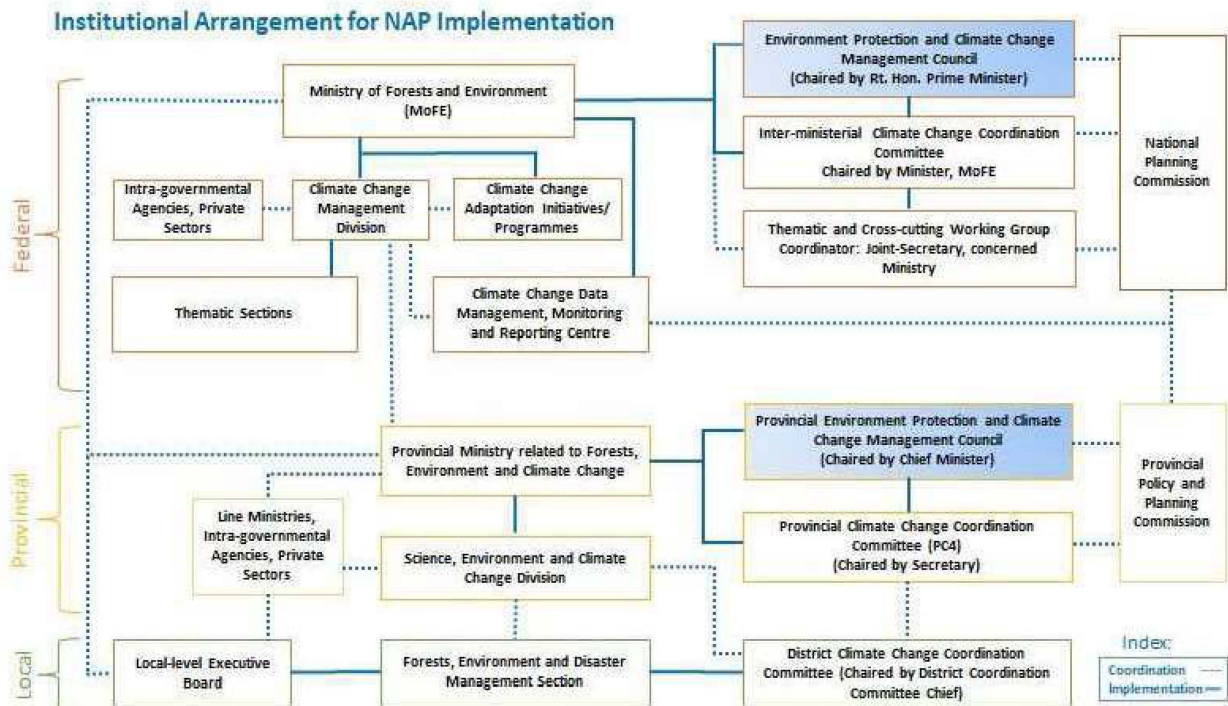 Institutional Arrangement for NAP Implementation
Federal
Ministry of Forests and Environment
(MoFE)
Environment Protection and Climate Change
Management Council
(Chaired by Rt. Hon. Prime Minister)
Inter-ministerial Climate Change Coordination
Committee
Chaired by Minister, MoFE
National
Planning
Commission
Intra-governmental
Agencies, Private
Sectors
Climate Change
Management
Division
Climate Change
Adaptation Initiatives/
Programmes
Thematic and Cross-cutting Working Group
Coordinator: Joint-Secretary, concerned
Ministry
Thematic Sections
Climate Change Data
Management, Monitoring
and Reporting Centre
Provincial
Provincial Ministry related to Forests,
Environment and Climate Change
Provincial Environment Protection and Climate
Change Management Council
(Chaired by Chief Minister)
Provincial
Policy and
Planning
Commission
Line Ministries,
Intra-governmental
Agencies, Private
Sectors
Science, Environment and Climate
Change Division
Provincial Climate Change Coordination
Committee (PC4)
(Chaired by Secretary)
Local
Local-level Executive
Board
Forests, Environment and Disaster
Management Section
District Climate Change Coordination
Committee (Chaired by District Coordination
Committee Chief)
Index:
Coordination
Implementation